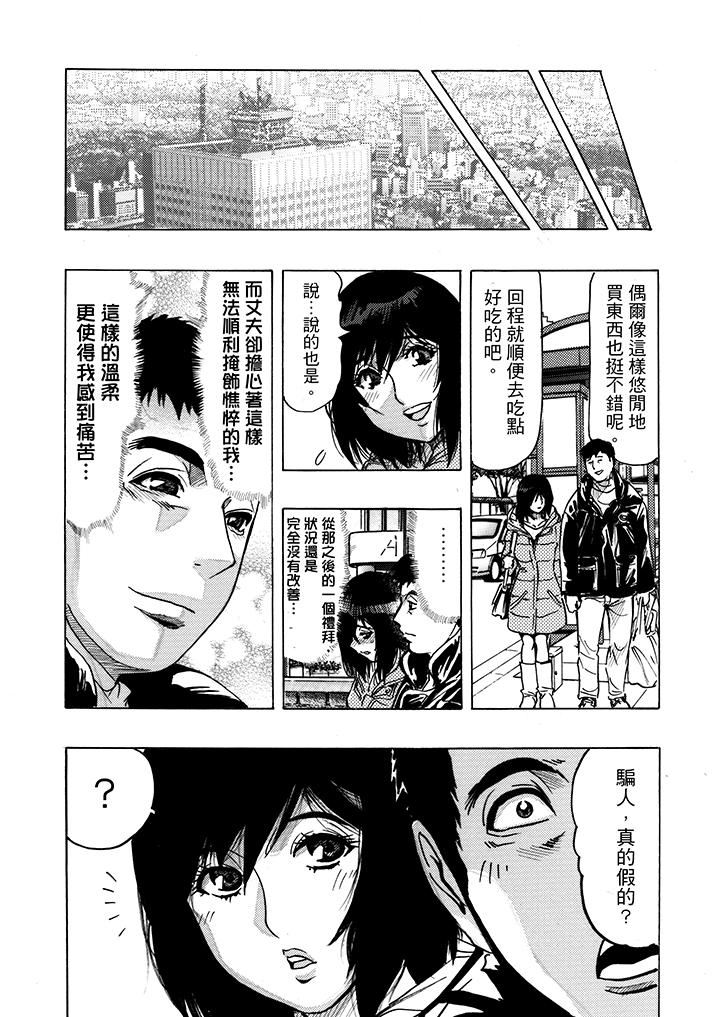 偶爾像這樣悠閒地
買東西也挺不錯呢。
回程就順便去吃點
好吃的吧。
說…說的也是。
………
從那之後的一個禮拜
狀況還是
完全沒有改善…
而丈夫卻擔心著這樣
無法順利掩飾憔悴的我…
這樣的溫柔
更使得我感到痛苦…
騙人，真的假的？
？